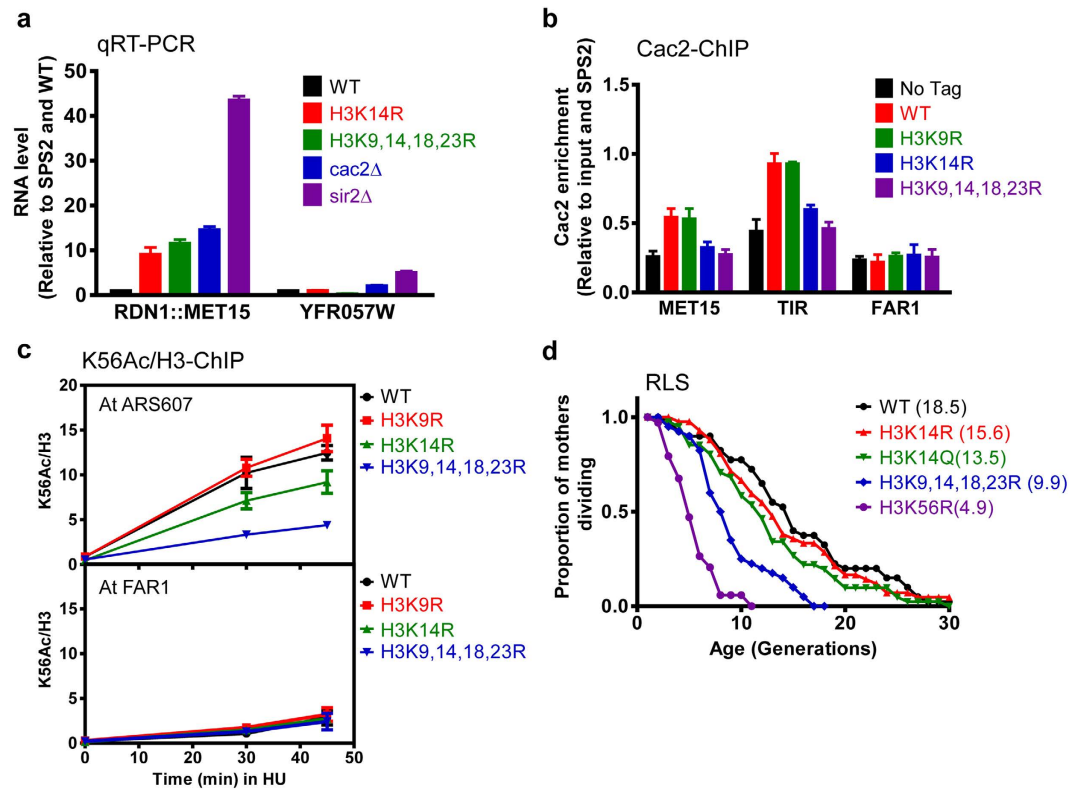 a
qRT-PCR
RNA level
(Relative to SPS2 and WT)
50
40
30
20
10
0
WT
H3K14R
H3K9,14,18,23R
cac2Δ
sir2Δ
RDN1::MET15
YFR057W
b
Cac2-ChIP
Cac2 enrichment
(Relative to input and SPS2)
1.5
1.0
0.5
0.0
No Tag
WT
H3K9R
H3K14R
H3K9,14,18,23R
MET15
TIR
FAR1
c
K56Ac/H3-ChIP
At ARS607
K56Ac/H3
20
15
10
5
0
WT
H3K9R
H3K14R
H3K9,14,18,23R
At FAR1
K56Ac/H3
15
10
5
0
WT
H3K9R
H3K14R
H3K9,14,18,23R
0
10
20
30
40
50
Time (min) in HU
d
RLS
Proportion of mothers
dividing
1.0
0.5
0.0
WT (18.5)
H3K14R (15.6)
H3K14Q(13.5)
H3K9,14,18,23R (9.9)
H3K56R(4.9)
0
10
20
30
Age (Generations)